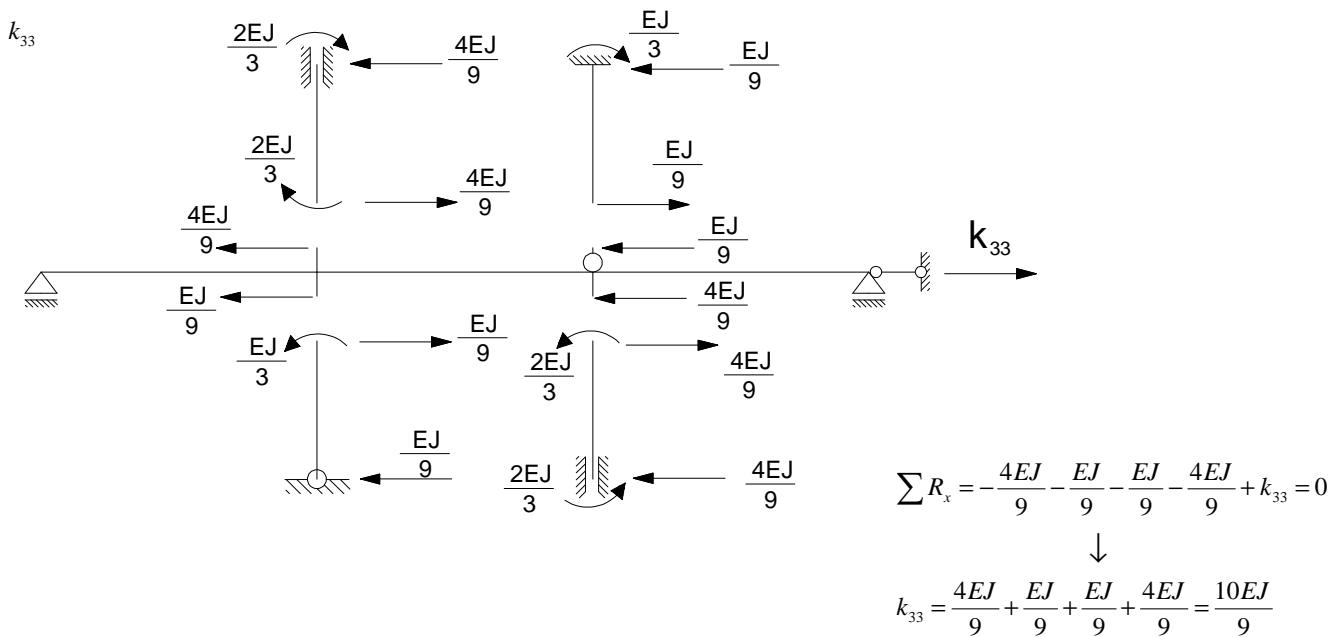 k₃₃
2EJ/3 4EJ/9 EJ/3 EJ/9
2EJ/3 4EJ/9 EJ/9
4EJ/9 EJ/9 k₃₃
EJ/9 4EJ/9
EJ/3 EJ/9 2EJ/3 4EJ/9
EJ/9 2EJ/3 4EJ/9
∑ Rₓ = -4EJ/9 - EJ/9 - EJ/9 - 4EJ/9 + k₃₃ = 0
↓
k₃₃ = 4EJ/9 + EJ/9 + EJ/9 + 4EJ/9 = 10EJ/9